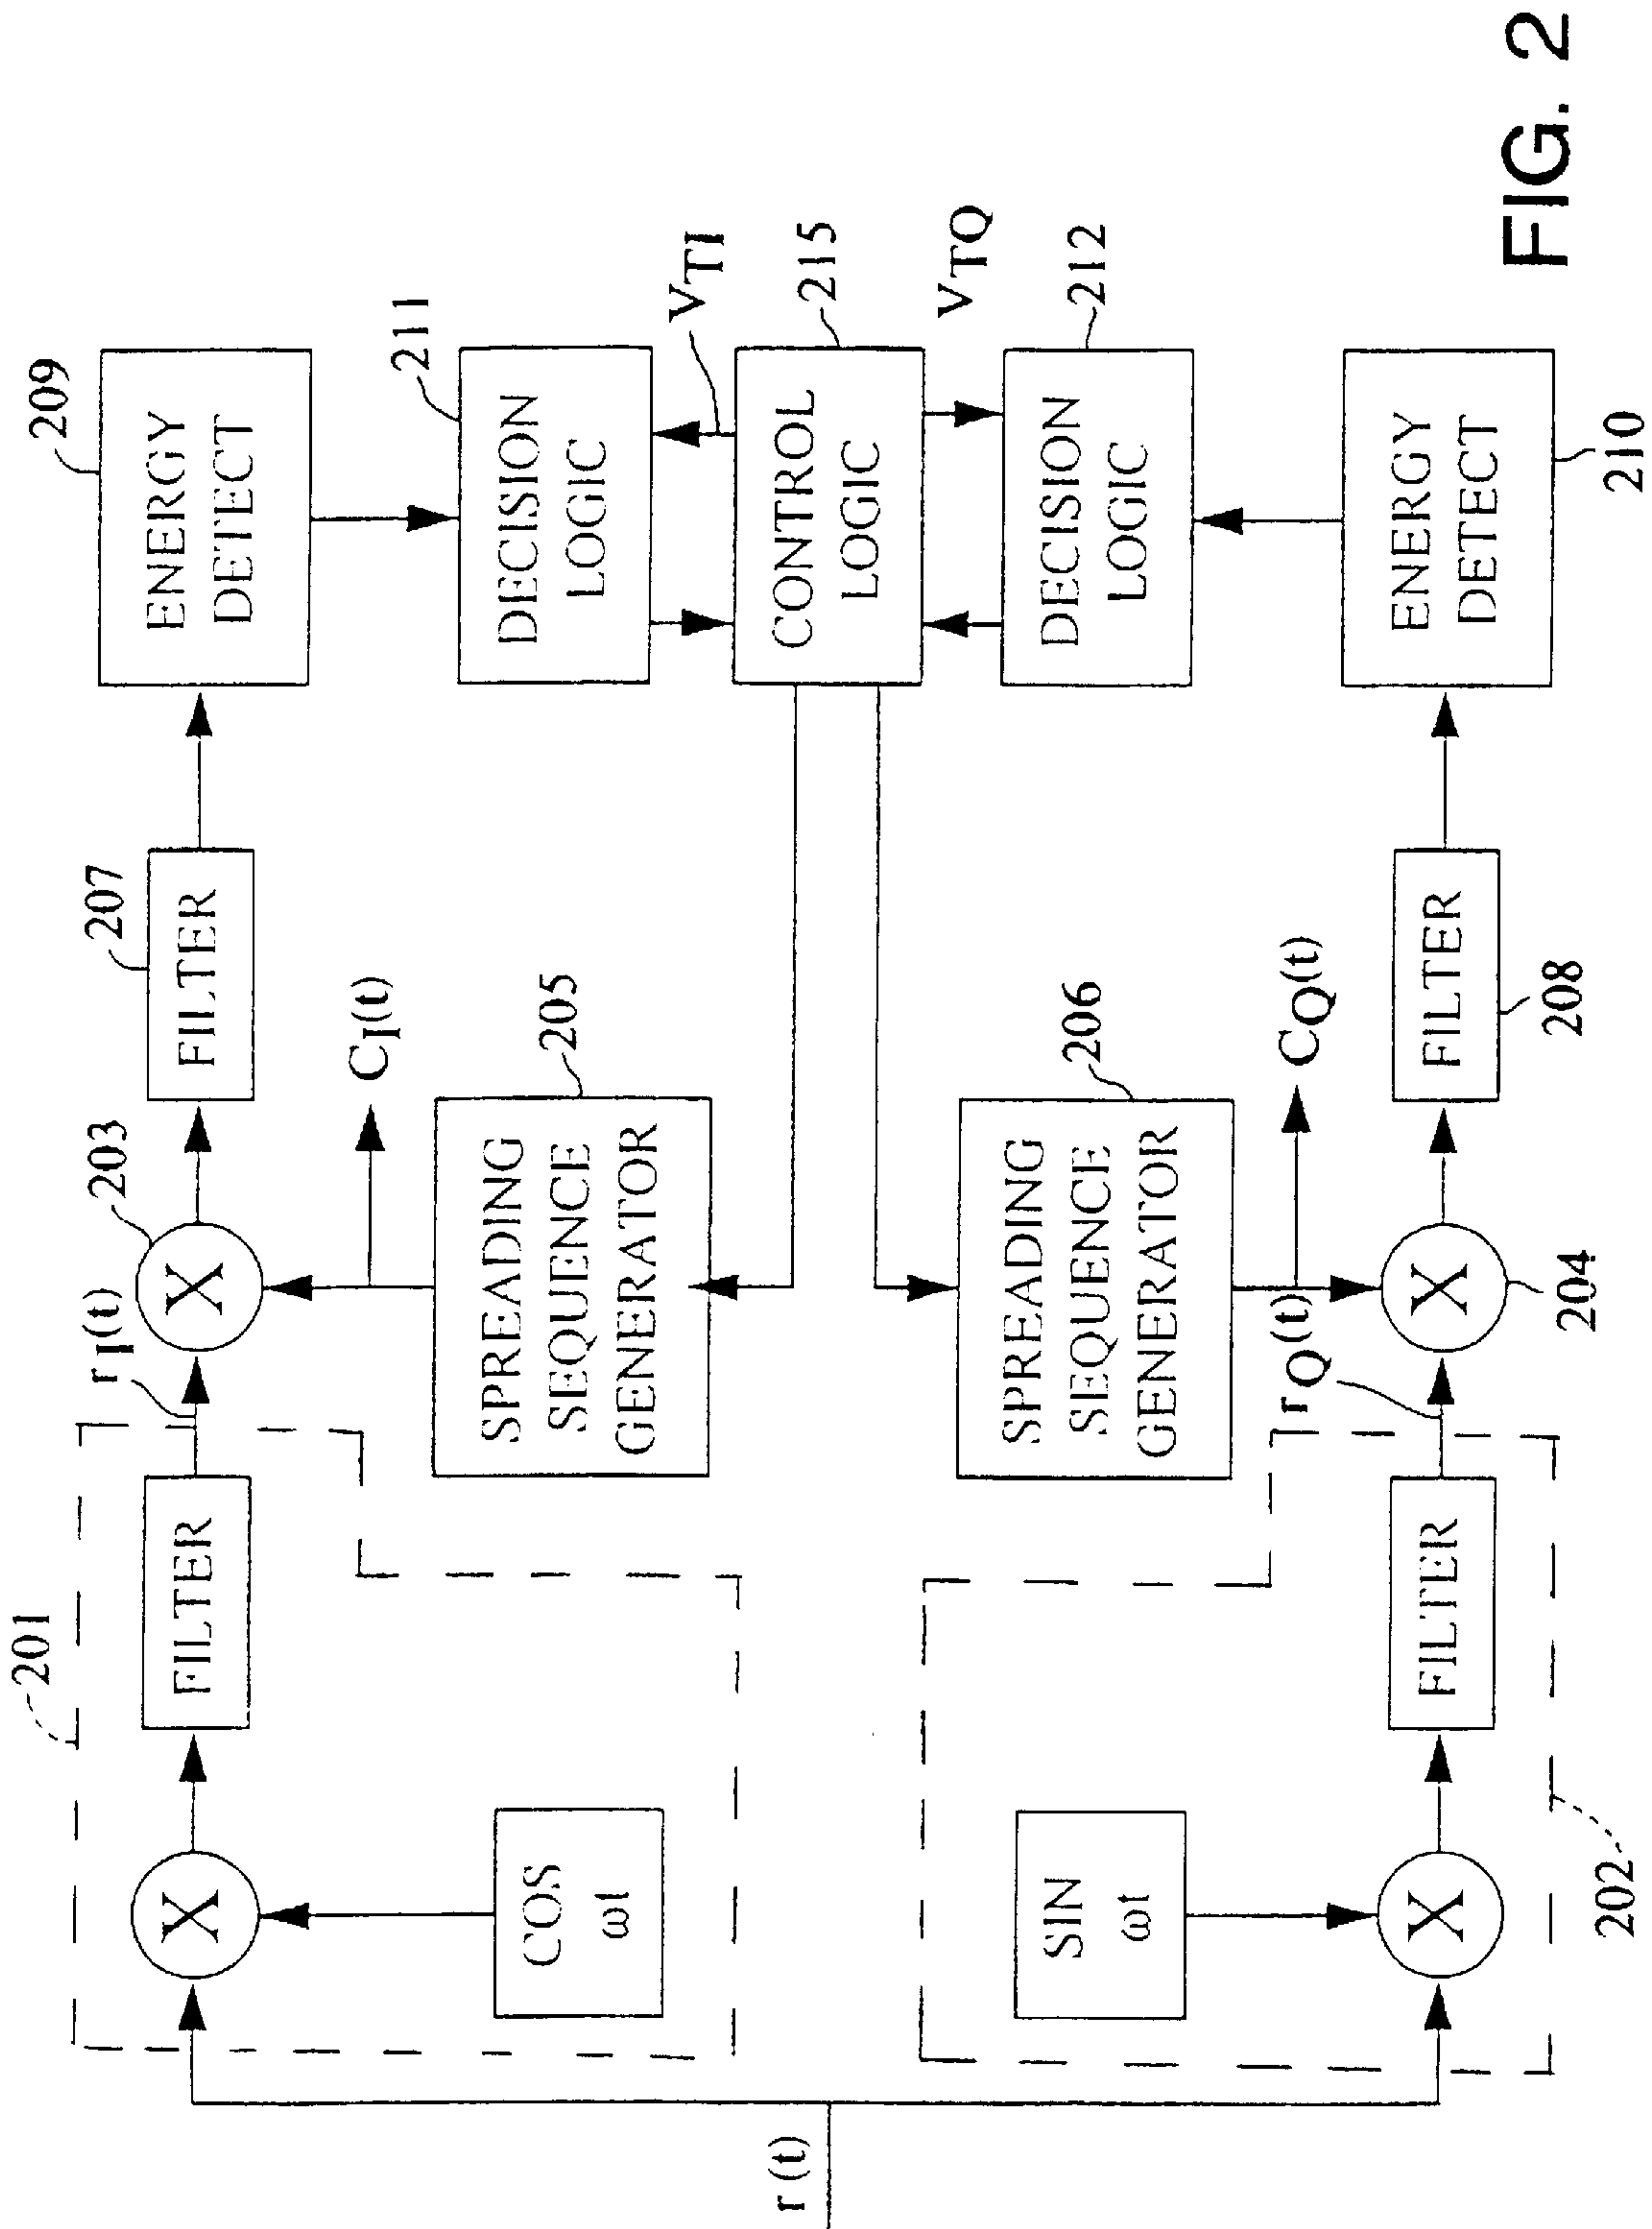 201
r_I(t)
203
207
209
X
FILTER
X
FILTER
ENERGY
DETECT
C_I(t)
211
COS
ωt
SPREADING
SEQUENCE
GENERATOR
205
DECISION
LOGIC
V_TI
r (t)
CONTROL
LOGIC
215
V_TQ
SIN
ωt
SPREADING
SEQUENCE
GENERATOR
206
DECISION
LOGIC
212
r_Q(t)
C_Q(t)
X
FILTER
X
FILTER
ENERGY
DETECT
202
204
208
210
FIG. 2